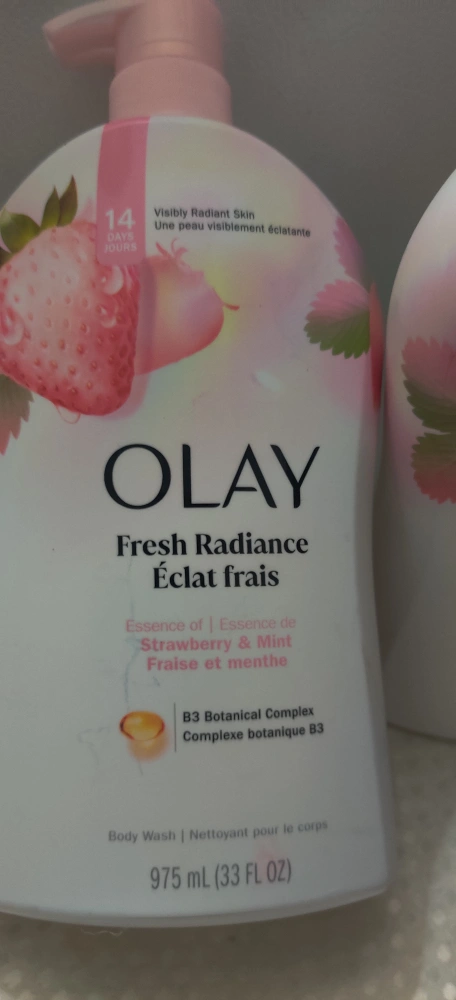 14
DAYS
JOURS
Visibly Radiant Skin
Une peau visiblement éclatante
OLAY
Fresh Radiance
Éclat frais
Essence of | Essence de
Strawberry & Mint
Fraise et menthe
B3 Botanical Complex
Complexe botanique B3
Body Wash | Nettoyant pour le corps
975 mL (33 FL OZ)